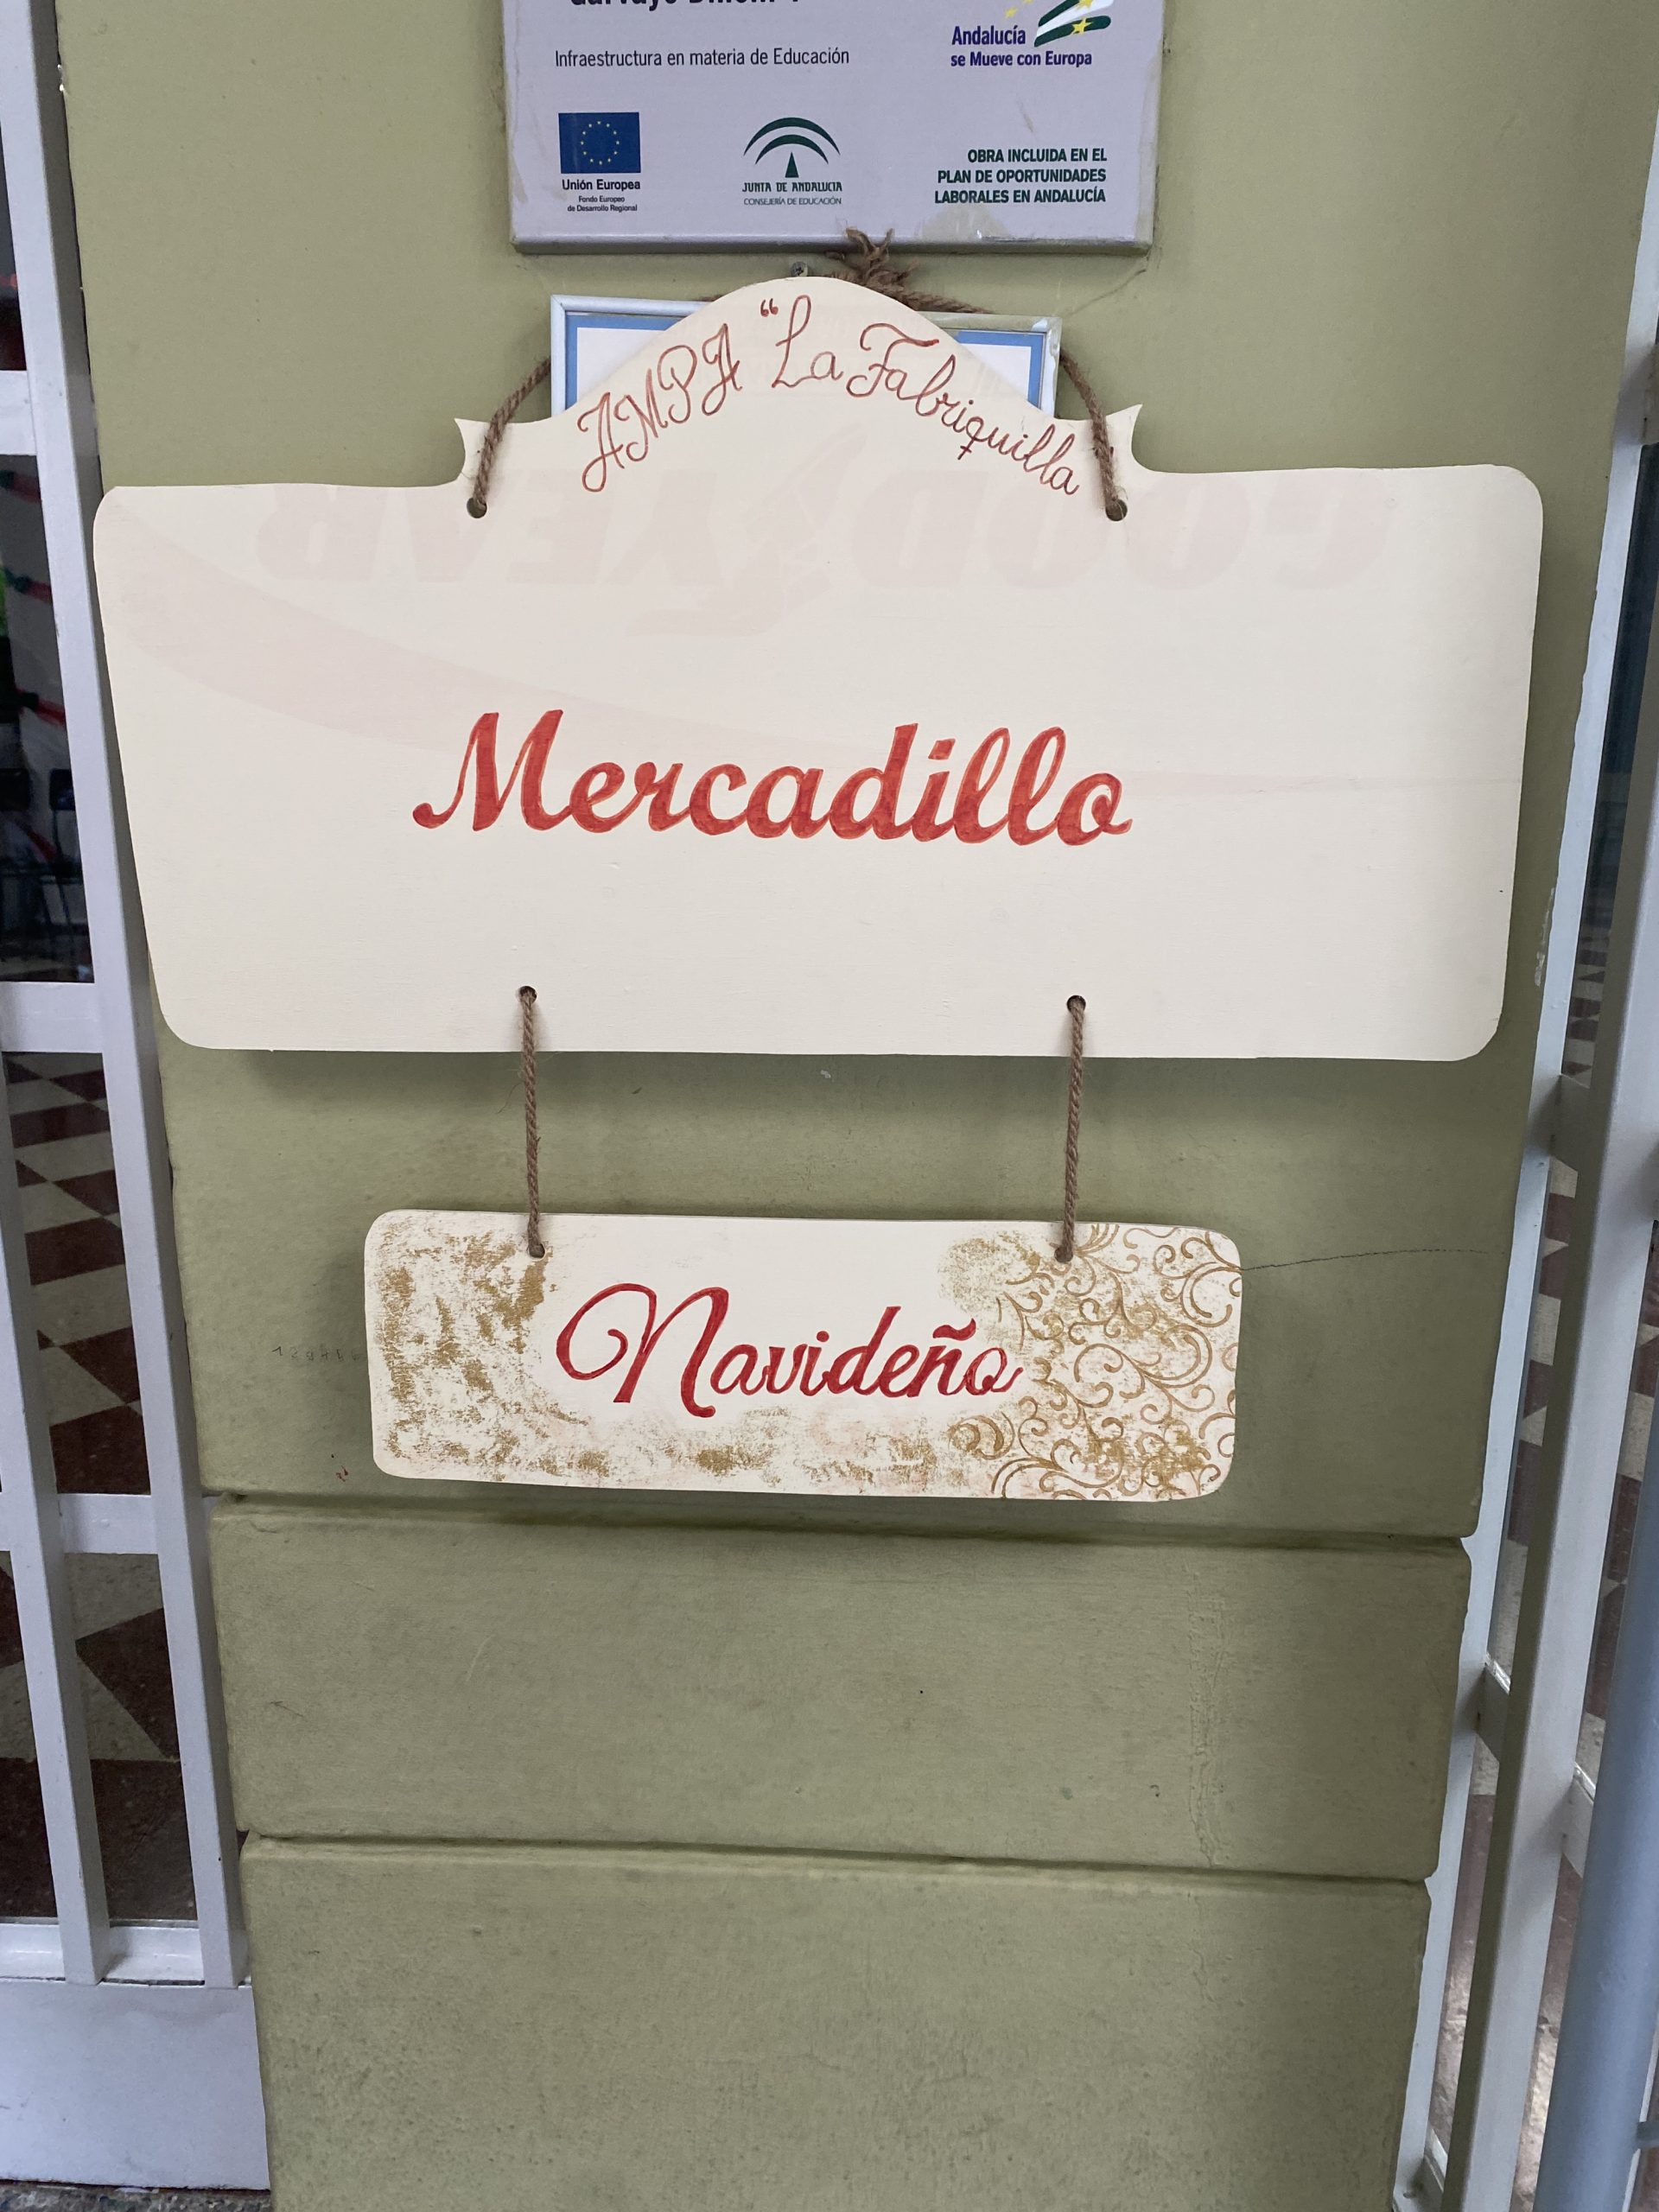 Infraestructura en materia de Educación
Andalucía
se Mueve con Europa
Unión Europea
Fondo Europeo
de Desarrollo Regional
JUNTA DE ANDALUCIA
CONSEJERÍA DE EDUCACIÓN
OBRA INCLUIDA EN EL
PLAN DE OPORTUNIDADES
LABORALES EN ANDALUCÍA
AMPA “La Fabriquilla
GOOD YEAR
Mercadillo
Navideño